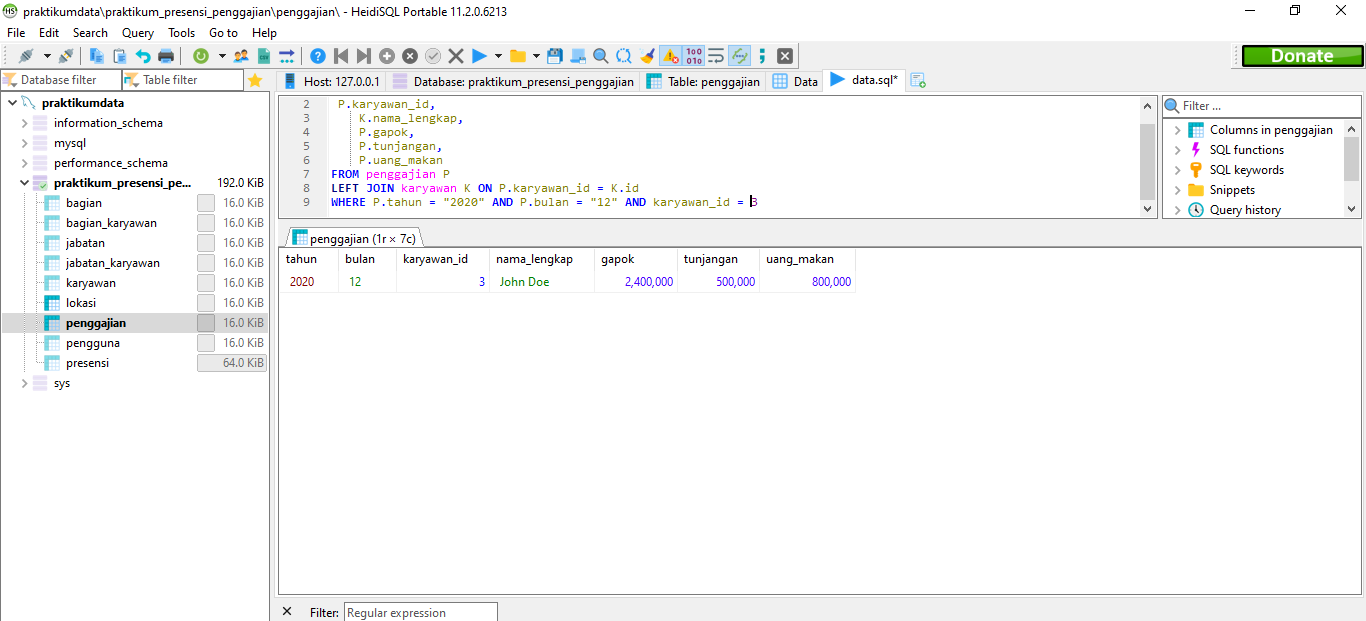 HS praktikumdata\praktikum_presensi_penggajian\penggajian\ - HeidiSQL Portable 11.2.0.6213
File Edit Search Query Tools Go to Help
Donate
Database filter Table filter
Host: 127.0.0.1 Database: praktikum_presensi_penggajian Table: penggajian Data data.sql*
praktikumdata
information_schema
mysql
performance_schema
praktikum_presensi_pe... 192.0 KiB
bagian 16.0 KiB
bagian_karyawan 16.0 KiB
jabatan 16.0 KiB
jabatan_karyawan 16.0 KiB
karyawan 16.0 KiB
lokasi 16.0 KiB
penggajian 16.0 KiB
pengguna 16.0 KiB
presensi 64.0 KiB
sys
2 P.karyawan_id,
3 K.nama_lengkap,
4 P.gapok,
5 P.tunjangan,
6 P.uang_makan
7 FROM penggajian P
8 LEFT JOIN karyawan K ON P.karyawan_id = K.id
9 WHERE P.tahun = "2020" AND P.bulan = "12" AND karyawan_id = 3
Filter ...
Columns in penggajian
SQL functions
SQL keywords
Snippets
Query history
penggajian (1r × 7c)
tahun bulan karyawan_id nama_lengkap gapok tunjangan uang_makan
2020 12 3 John Doe 2,400,000 500,000 800,000
Filter: Regular expression